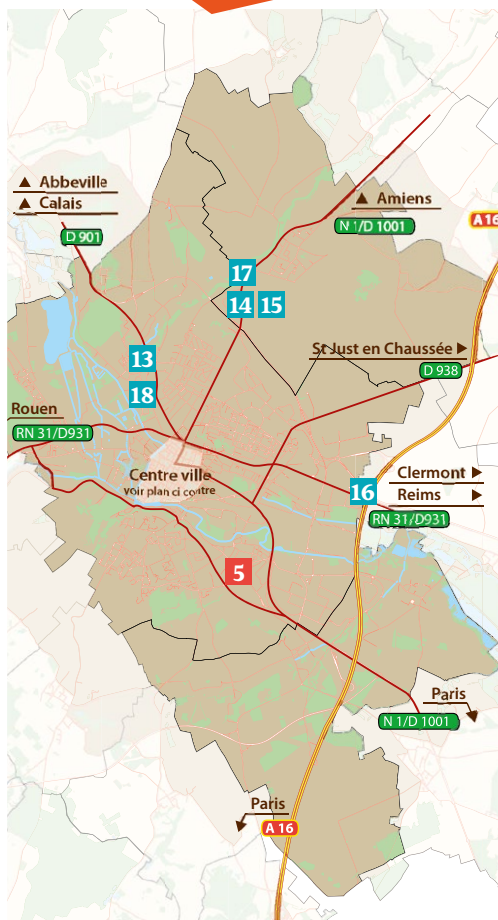 Abbeville
Calais
D 901
Amiens
N 1/D 1001
A 16
17
14 15
13
18
St Just en Chaussée
D 938
Rouen
RN 31/D931
Centre ville
voir plan ci contre
Clermont
Reims
16
RN 31/D931
5
Paris
N 1/D 1001
Paris
A 16